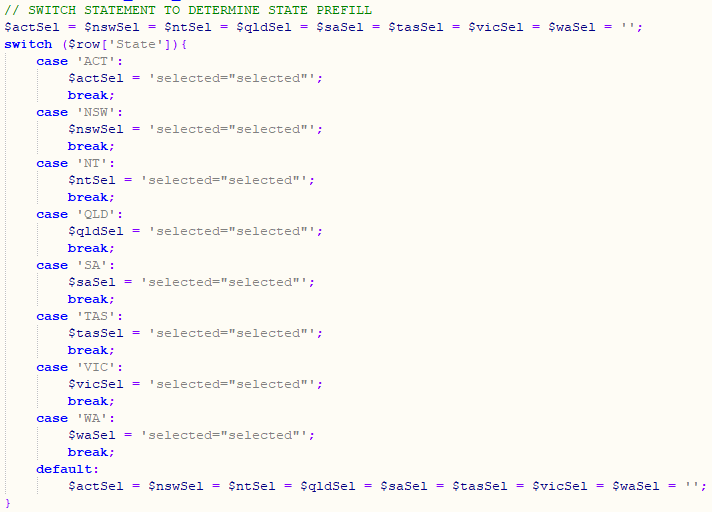 // SWITCH STATEMENT TO DETERMINE STATE PREFILL
$actSel = $nswSel = $ntSel = $qldSel = $saSel = $tasSel = $vicSel = $waSel = '';
switch ($row['State']){
    case 'ACT':
        $actSel = 'selected="selected"';
        break;
    case 'NSW':
        $nswSel = 'selected="selected"';
        break;
    case 'NT':
        $ntSel = 'selected="selected"';
        break;
    case 'QLD':
        $qldSel = 'selected="selected"';
        break;
    case 'SA':
        $saSel = 'selected="selected"';
        break;
    case 'TAS':
        $tasSel = 'selected="selected"';
        break;
    case 'VIC':
        $vicSel = 'selected="selected"';
        break;
    case 'WA':
        $waSel = 'selected="selected"';
        break;
    default:
        $actSel = $nswSel = $ntSel = $qldSel = $saSel = $tasSel = $vicSel = $waSel = '';
}